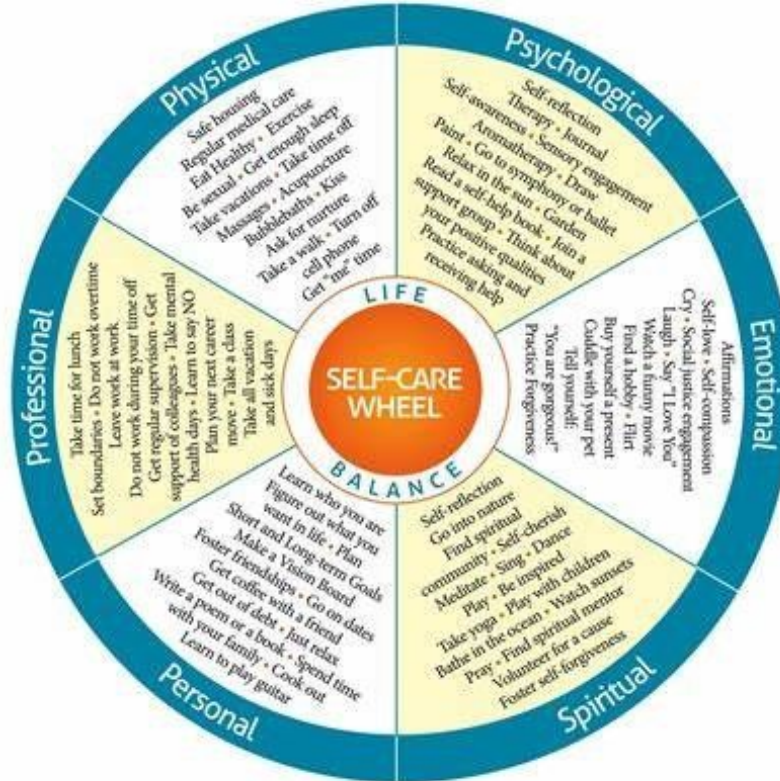 Physical
Safe housing
Regular medical care
Eat Healthy • Exercise
Be sexual • Get enough sleep
Take vacations • Take time off
Massages • Acupuncture
Bubblebaths • Kiss
Ask for nurture
Take a walk • Turn off
cell phone
Get "me" time
Psychological
Self-reflection
Therapy • Journal
Self-awareness • Sensory engagement
Aromatherapy • Draw
Paint • Go to symphony or ballet
Relax in the sun • Garden
Read a self-help book • Join a
support group • Think about
your positive qualities
Practice asking and
receiving help
Emotional
Affirmations
Self-love • Self-compassion
Cry • Social justice engagement
Laugh • Say "I Love You"
Watch a funny movie
Find a hobby • Flirt
Buy yourself a present
Cuddle with your pet
Tell yourself:
"You are gorgeous!"
Practice Forgiveness
Spiritual
Self-reflection
Go into nature
Find spiritual
community • Self-cherish
Meditate • Sing • Dance
Play • Be inspired
Take yoga • Play with children
Bathe in the ocean • Watch sunsets
Pray • Find spiritual mentor
Volunteer for a cause
Foster self-forgiveness
Personal
Learn who you are
Figure out what you
want in life • Plan
Short and Long-term Goals
Make a Vision Board
Foster friendships • Go on dates
Get coffee with a friend
Get out of debt • Just relax
Write a poem or a book • Spend time
with your family • Cook out
Learn to play guitar
Professional
Take time for lunch
Set boundaries • Do not work overtime
Leave work at work
Do not work during your time off
Get regular supervision • Get
support of colleagues • Take mental
health days • Learn to say NO
Plan your next career
move • Take a class
Take all vacation
and sick days
LIFE
SELF-CARE
WHEEL
BALANCE